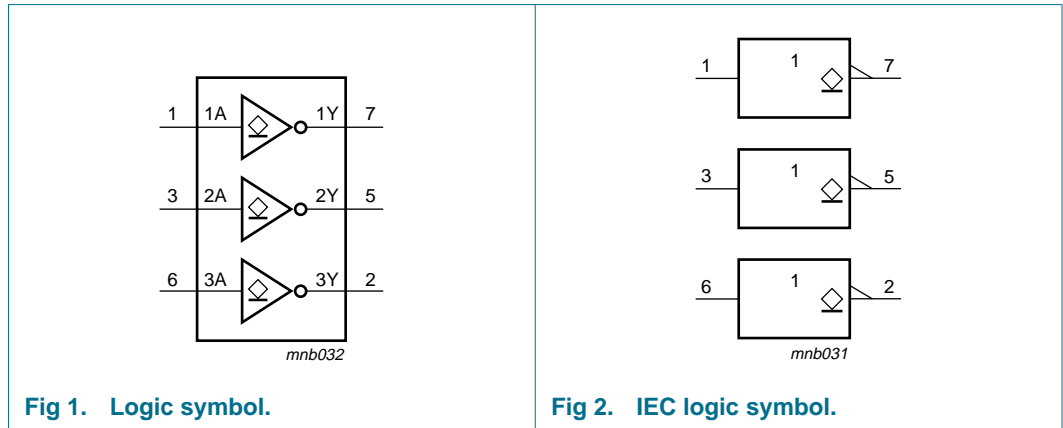 1 1A 1Y 7
3 2A 2Y 5
6 3A 3Y 2
mnb032
Fig 1. Logic symbol.
1 1 7
3 1 5
6 1 2
mnb031
Fig 2. IEC logic symbol.